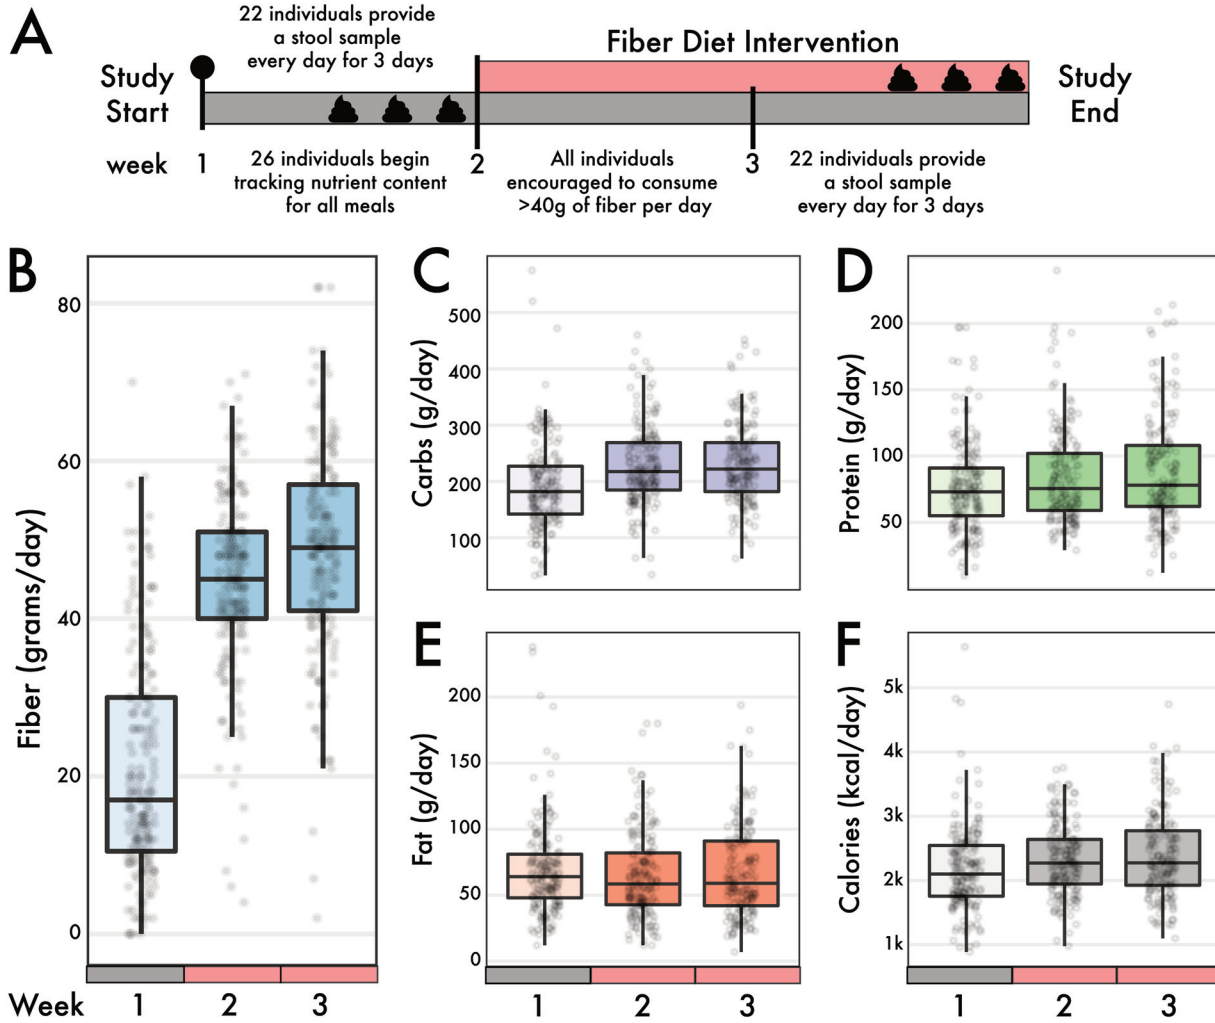 A
22 individuals provide
a stool sample
every day for 3 days
Fiber Diet Intervention
Study
Start
Study
End
week
1
2
3
26 individuals begin
tracking nutrient content
for all meals
All individuals
encouraged to consume
>40g of fiber per day
22 individuals provide
a stool sample
every day for 3 days
B
Fiber (grams/day)
80
60
40
20
0
Week
1
2
3
C
Carbs (g/day)
500
400
300
200
100
D
Protein (g/day)
200
150
100
50
E
Fat (g/day)
200
150
100
50
0
1
2
3
F
Calories (kcal/day)
5k
4k
3k
2k
1k
1
2
3